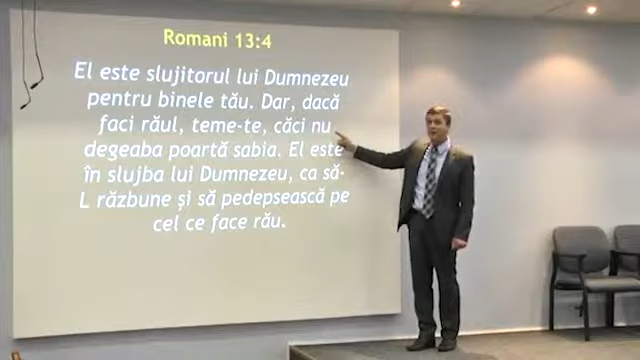 Romani 13:4
El este slujitorul lui Dumnezeu
pentru binele tău. Dar, dacă
faci răul, teme-te, căci nu
degeaba poartă sabia. El este
în slujba lui Dumnezeu, ca să-
L răzbune și să pedepsească pe
cel ce face rău.